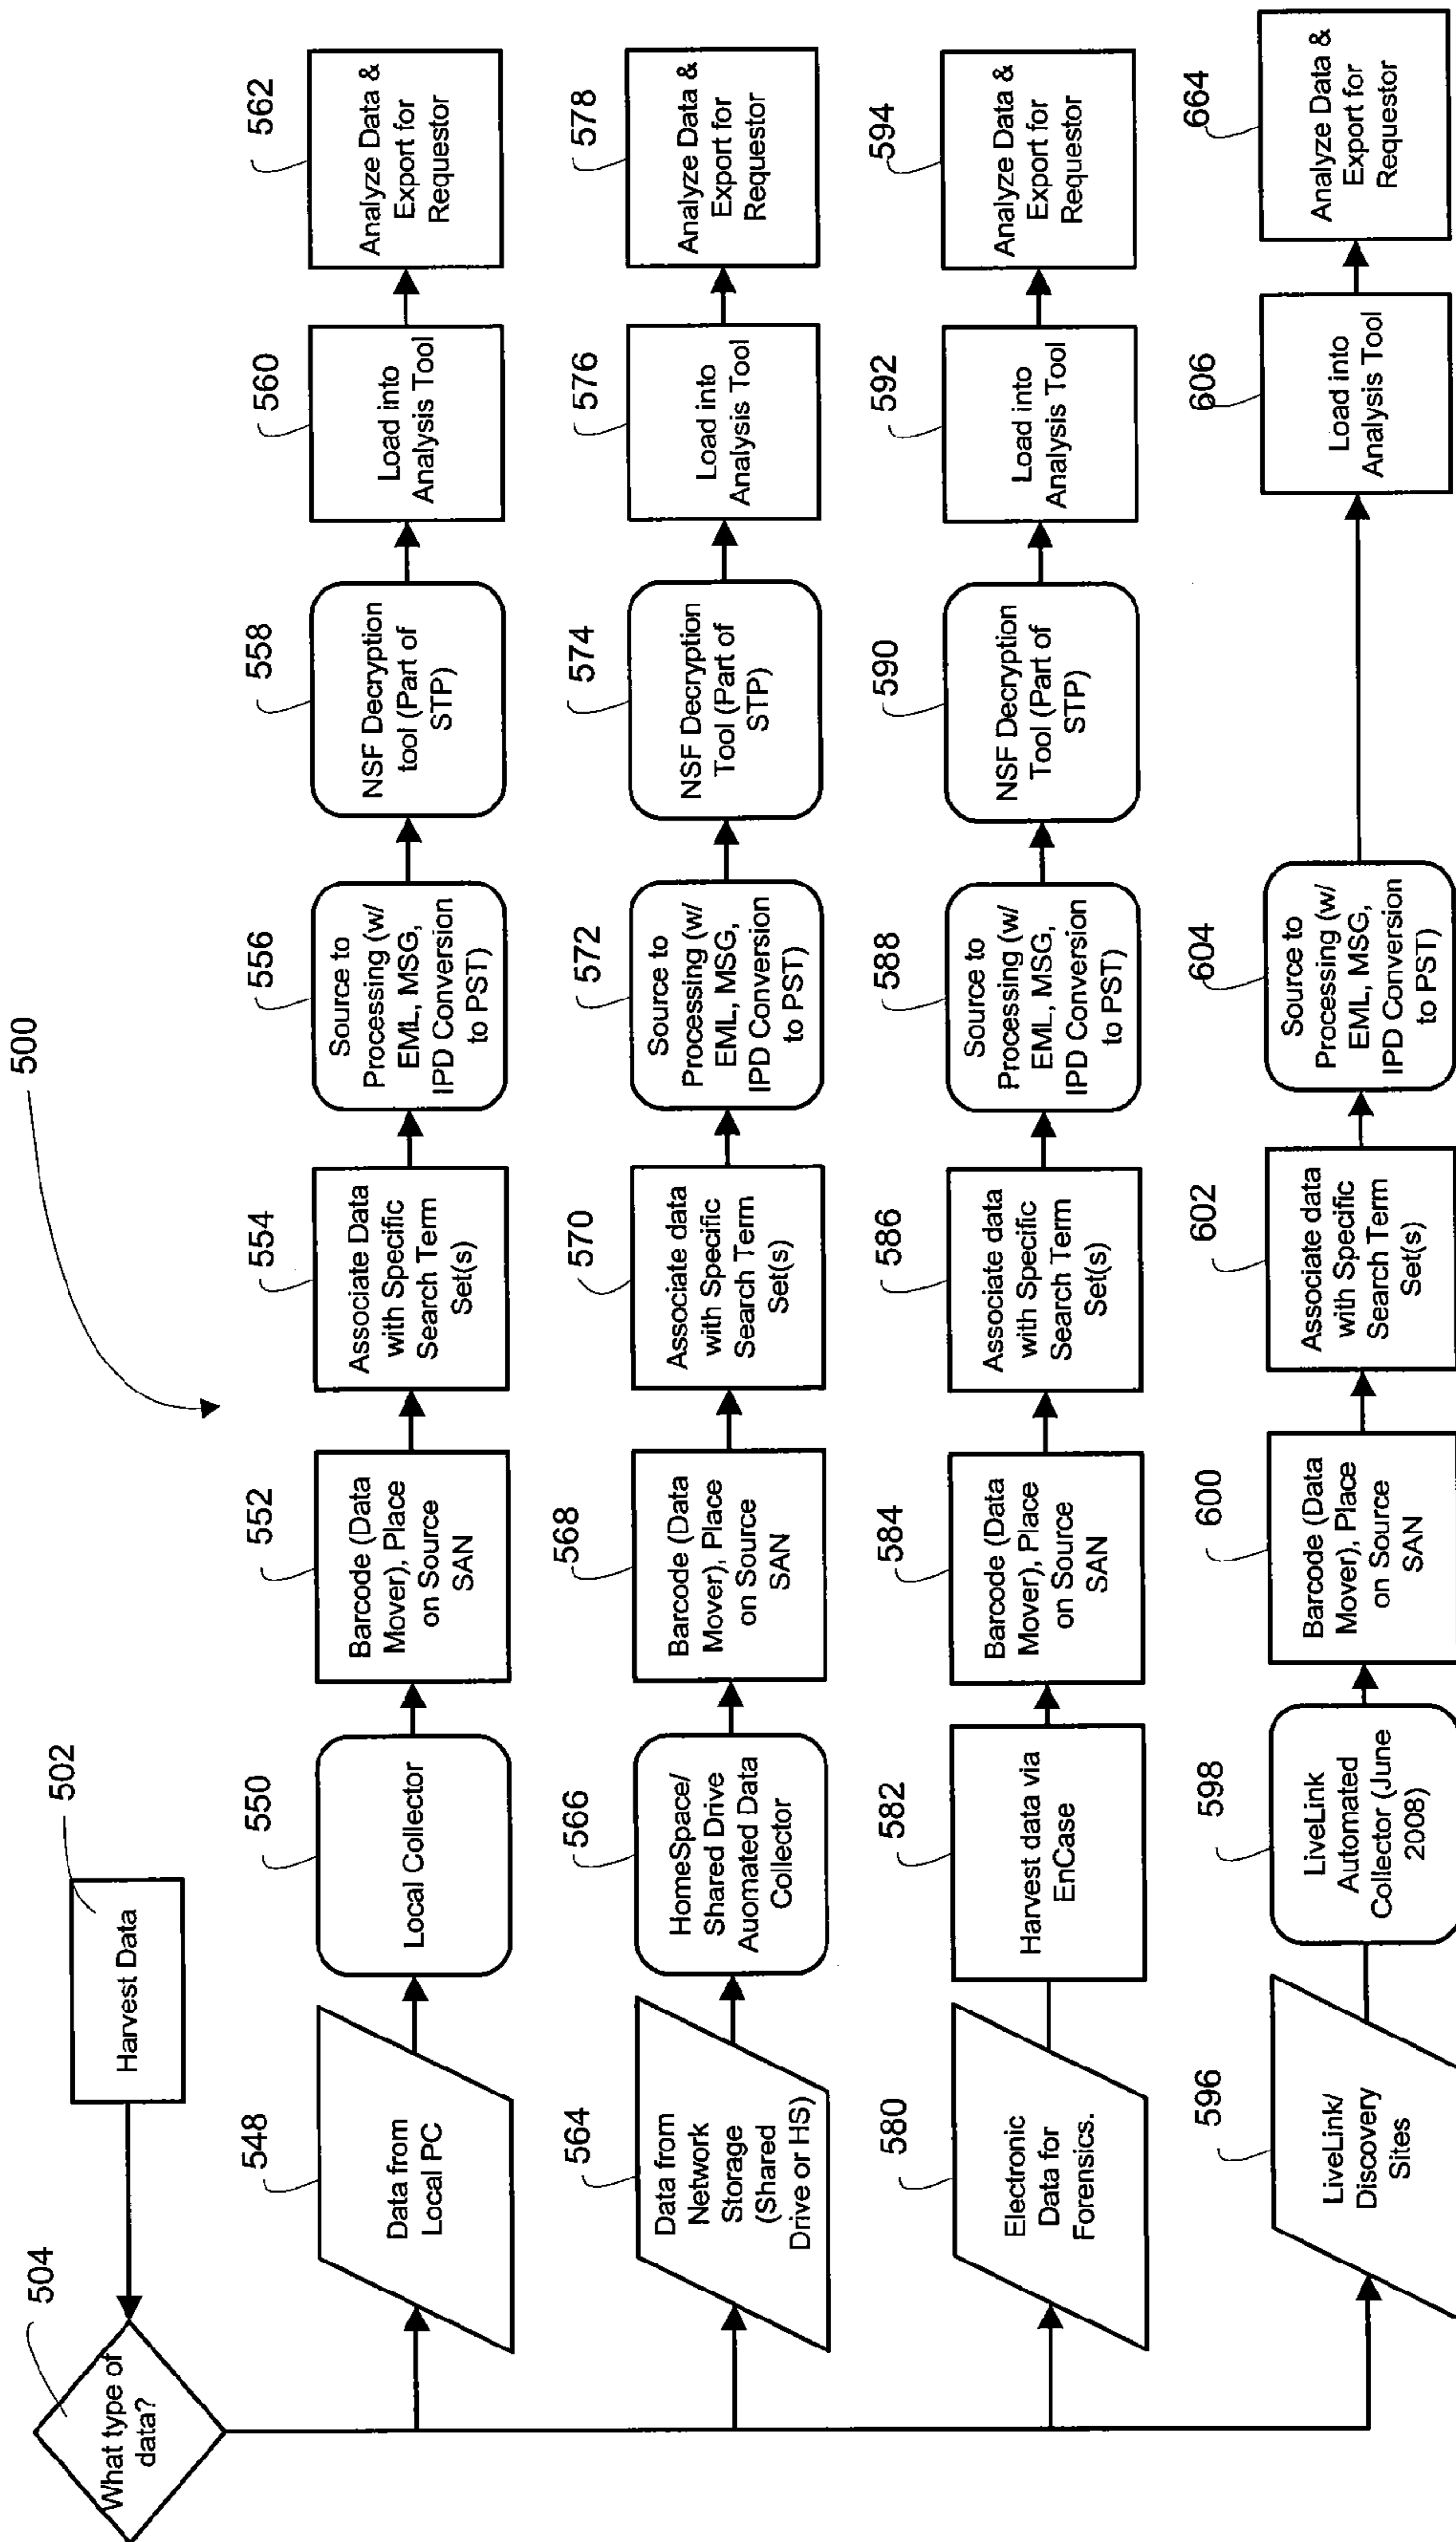 500
502
Harvest Data
504
What type of
data?
548
Data from
Local PC
550
Local Collector
552
Barcode (Data
Mover), Place
on Source
SAN
554
Associate Data
with Specific
Search Term
Set(s)
556
Source to
Processing (w/
EML, MSG,
IPD Conversion
to PST)
558
NSF Decryption
tool (Part of
STP)
560
Load into
Analysis Tool
562
Analyze Data &
Export for
Requestor
564
Data from
Network
Storage
(Shared
Drive or HS)
566
HomeSpace/
Shared Drive
Auomated Data
Collector
568
Barcode (Data
Mover), Place
on Source
SAN
570
Associate data
with Specific
Search Term
Set(s)
572
Source to
Processing (w/
EML, MSG,
IPD Conversion
to PST)
574
NSF Decryption
Tool (Part of
STP)
576
Load into
Analysis Tool
578
Analyze Data &
Export for
Requestor
580
Electronic
Data for
Forensics.
582
Harvest data via
EnCase
584
Barcode (Data
Mover), Place
on Source
SAN
586
Associate data
with Specific
Search Term
Set(s)
588
Source to
Processing (w/
EML, MSG,
IPD Conversion
to PST)
590
NSF Decryption
Tool (Part of
STP)
592
Load into
Analysis Tool
594
Analyze Data &
Export for
Requestor
596
LiveLink/
Discovery
Sites
598
LiveLink
Automated
Collector (June
2008)
600
Barcode (Data
Mover), Place
on Source
SAN
602
Associate data
with Specific
Search Term
Set(s)
604
Source to
Processing (w/
EML, MSG,
IPD Conversion
to PST)
606
Load into
Analysis Tool
664
Analyze Data &
Export for
Requestor